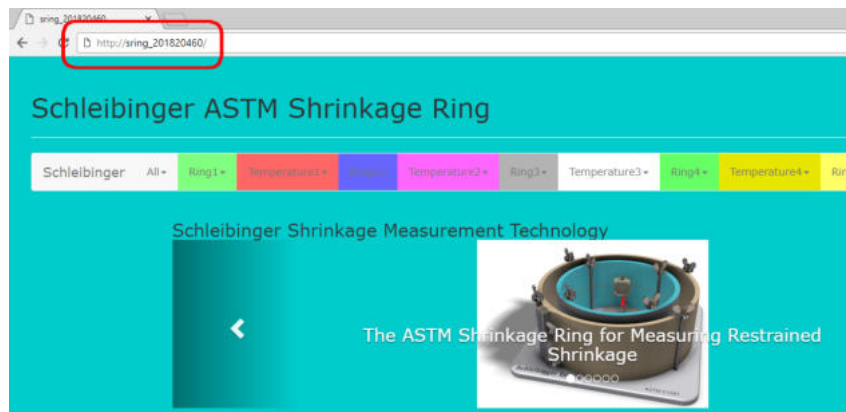 sring_201820460
http://sring_201820460/
Schleibinger ASTM Shrinkage Ring
Schleibinger All Ring1 Temperature1 Temperature2 Ring3 Temperature3 Ring4 Temperature4
Schleibinger Shrinkage Measurement Technology
The ASTM Shrinkage Ring for Measuring Restrained
Shrinkage